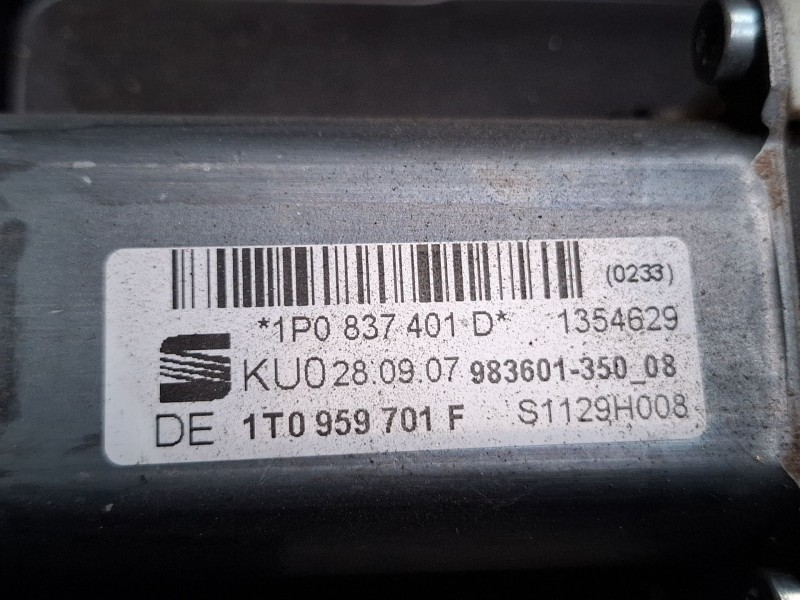 (0233)
*1P0 837 401 D* 1354629
KU0 28.09.07 983601-350_08
DE 1T0 959 701 F S1129H008